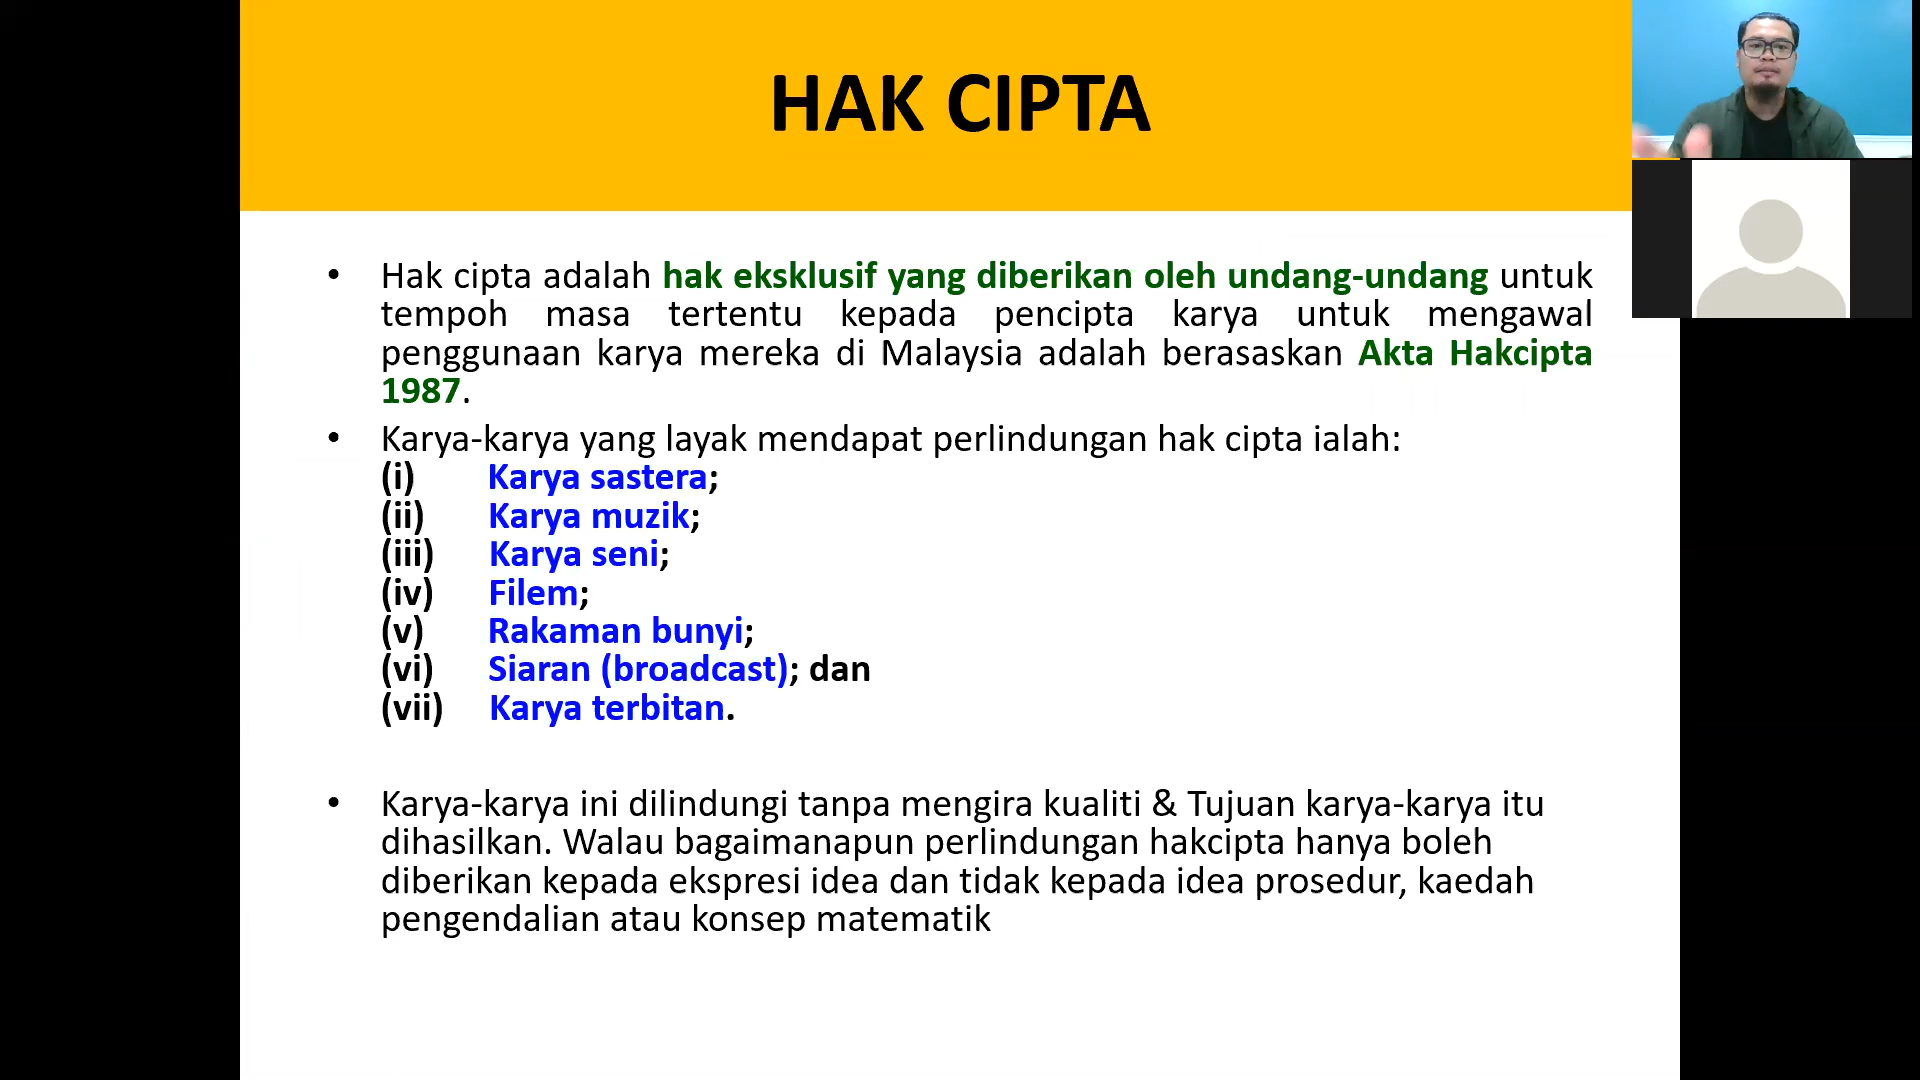 HAK CIPTA
• Hak cipta adalah hak eksklusif yang diberikan oleh undang-undang untuk
tempoh masa tertentu kepada pencipta karya untuk mengawal
penggunaan karya mereka di Malaysia adalah berasaskan Akta Hakcipta
1987.
• Karya-karya yang layak mendapat perlindungan hak cipta ialah:
(i) Karya sastera;
(ii) Karya muzik;
(iii) Karya seni;
(iv) Filem;
(v) Rakaman bunyi;
(vi) Siaran (broadcast); dan
(vii) Karya terbitan.
• Karya-karya ini dilindungi tanpa mengira kualiti & Tujuan karya-karya itu
dihasilkan. Walau bagaimanapun perlindungan hakcipta hanya boleh
diberikan kepada ekspresi idea dan tidak kepada idea prosedur, kaedah
pengendalian atau konsep matematik